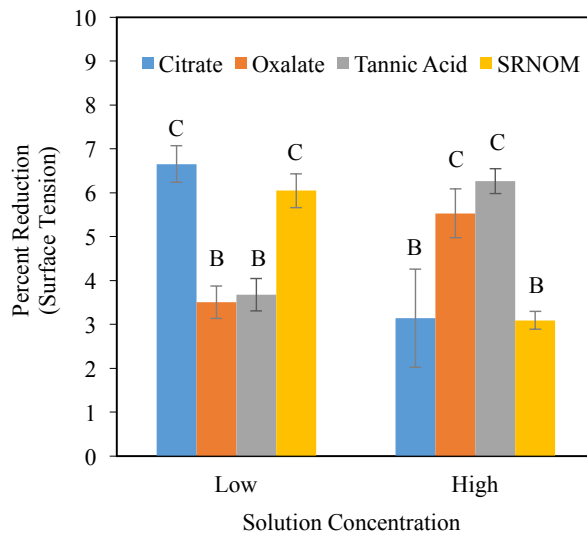 Percent Reduction
(Surface Tension)
10
9
8
7
6
5
4
3
2
1
0
Citrate Oxalate Tannic Acid SRNOM
C
B
B
C
B
C
C
B
Low High
Solution Concentration